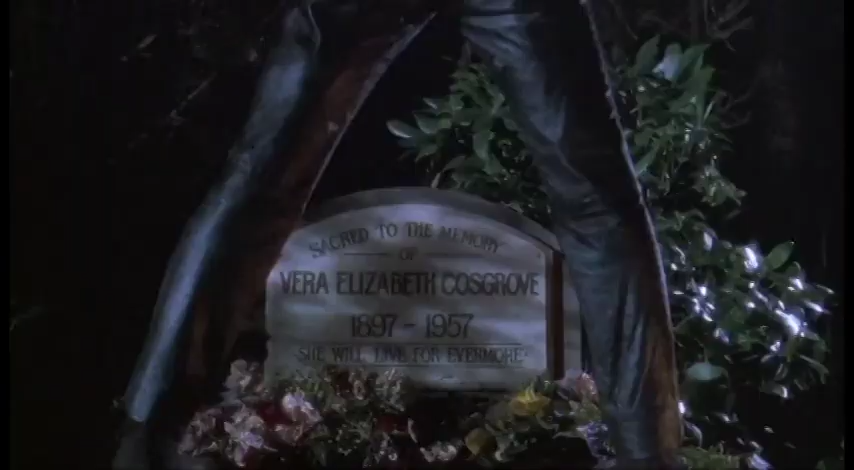 SACRED TO THE MEMORY
OF
VERA ELIZABETH COSGROVE
1897 - 1957
SHE WILL LIVE FOR EVERMORE